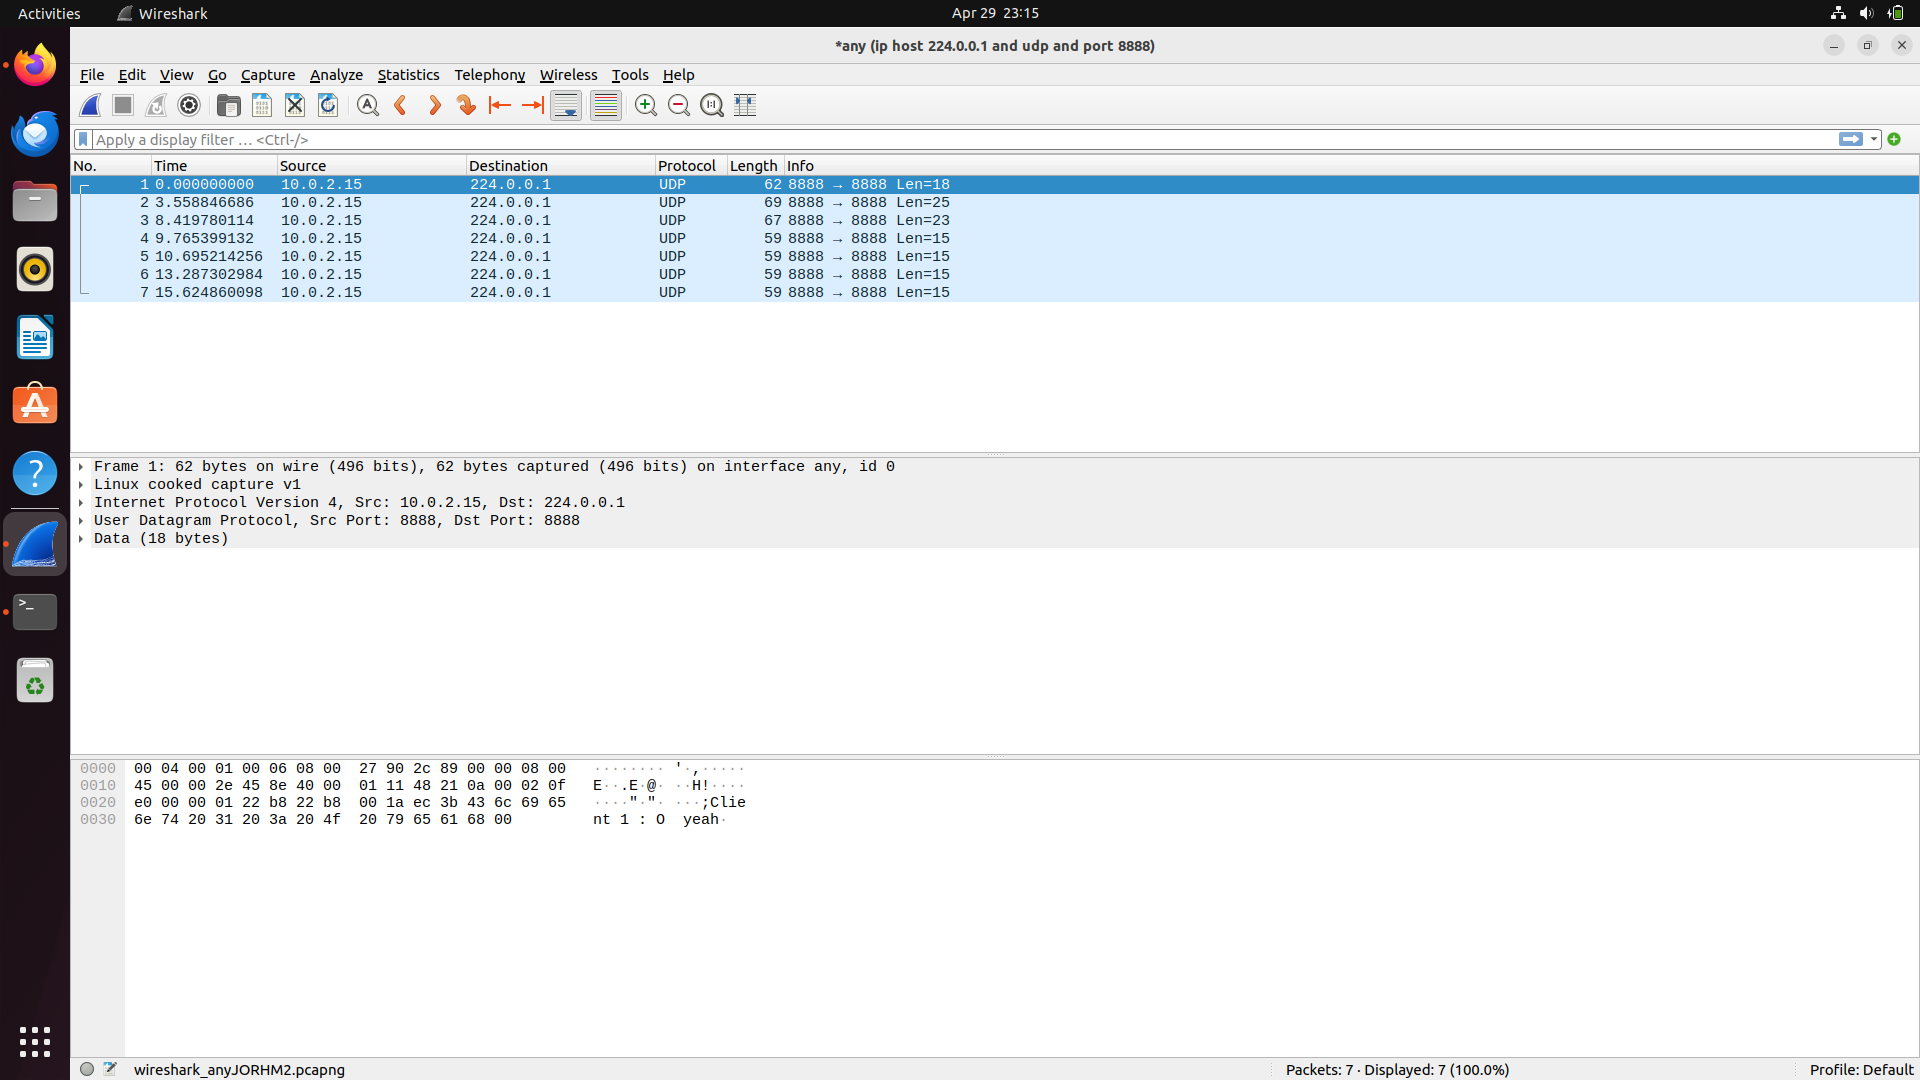 Activities Wireshark Apr 29 23:15
*any (ip host 224.0.0.1 and udp and port 8888)
File Edit View Go Capture Analyze Statistics Telephony Wireless Tools Help
Apply a display filter … <Ctrl-/>
No. Time Source Destination Protocol Length Info
1 0.000000000 10.0.2.15 224.0.0.1 UDP 62 8888 → 8888 Len=18
2 3.558846686 10.0.2.15 224.0.0.1 UDP 69 8888 → 8888 Len=25
3 8.419780114 10.0.2.15 224.0.0.1 UDP 67 8888 → 8888 Len=23
4 9.765399132 10.0.2.15 224.0.0.1 UDP 59 8888 → 8888 Len=15
5 10.695214256 10.0.2.15 224.0.0.1 UDP 59 8888 → 8888 Len=15
6 13.287302984 10.0.2.15 224.0.0.1 UDP 59 8888 → 8888 Len=15
7 15.624860098 10.0.2.15 224.0.0.1 UDP 59 8888 → 8888 Len=15
Frame 1: 62 bytes on wire (496 bits), 62 bytes captured (496 bits) on interface any, id 0
Linux cooked capture v1
Internet Protocol Version 4, Src: 10.0.2.15, Dst: 224.0.0.1
User Datagram Protocol, Src Port: 8888, Dst Port: 8888
Data (18 bytes)
0000 00 04 00 01 00 06 08 00 27 90 2c 89 00 00 08 00 ········ '·,·····
0010 45 00 00 2e 45 8e 40 00 01 11 48 21 0a 00 02 0f E··.E·@· ··H!····
0020 e0 00 00 01 22 b8 22 b8 00 1a ec 3b 43 6c 69 65 ····"·"· ···;Clie
0030 6e 74 20 31 20 3a 20 4f 20 79 65 61 68 00 nt 1 : O yeah·
wireshark_anyJORHM2.pcapng Packets: 7 · Displayed: 7 (100.0%) Profile: Default